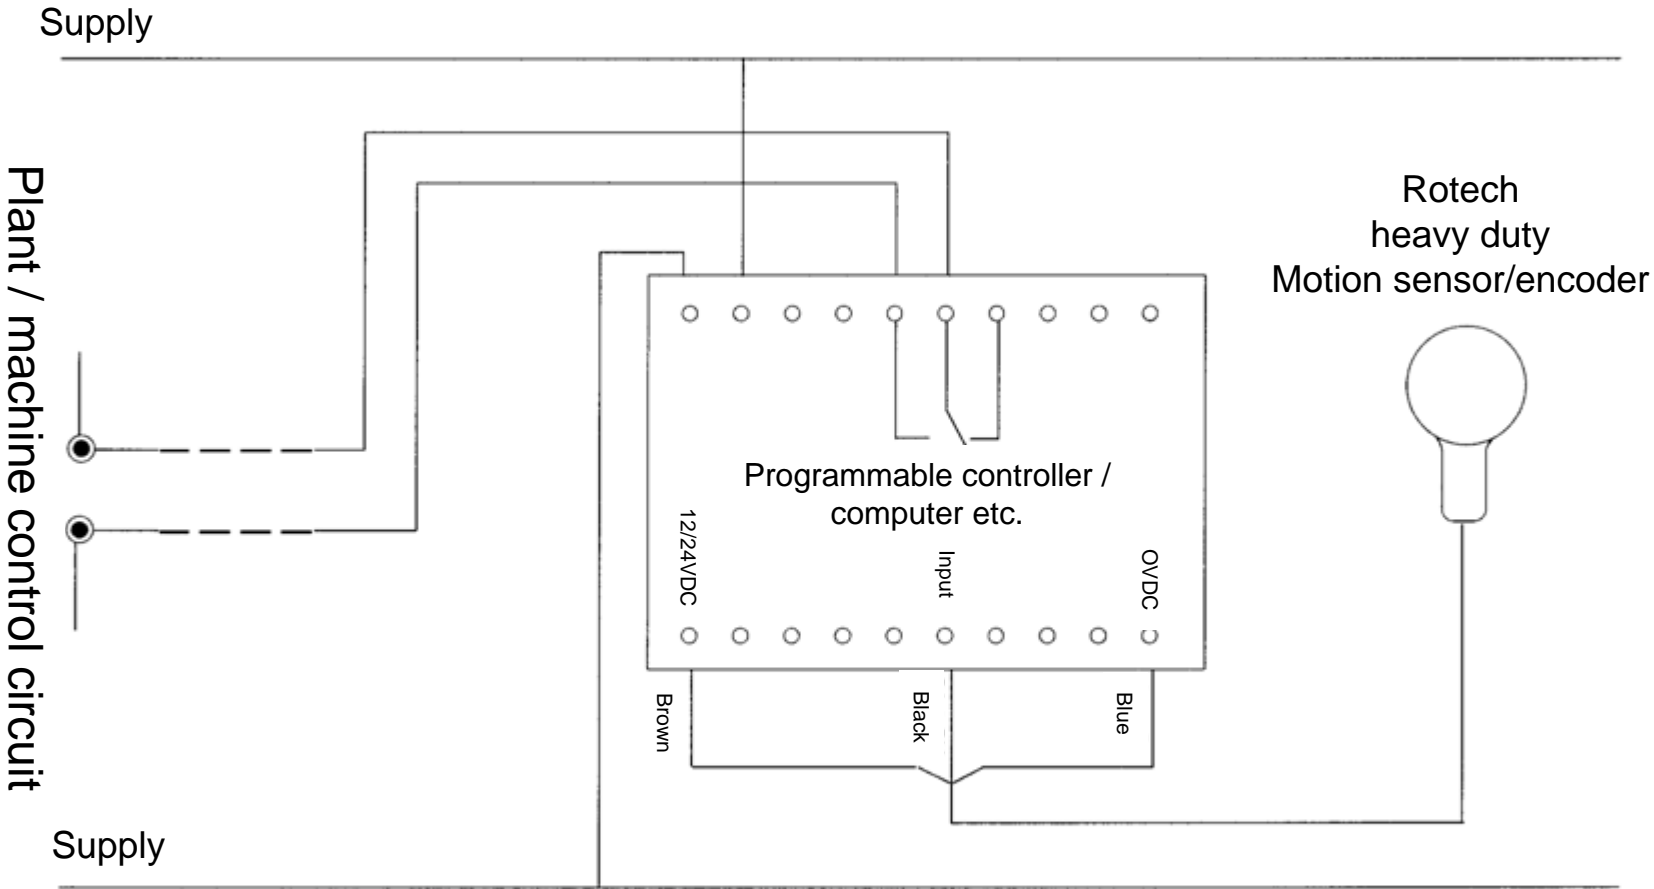 Supply
Plant / machine control circuit
Rotech
heavy duty
Motion sensor/encoder
Programmable controller /
computer etc.
12/24VDC
Input
OVDC
Brown
Black
Blue
Supply